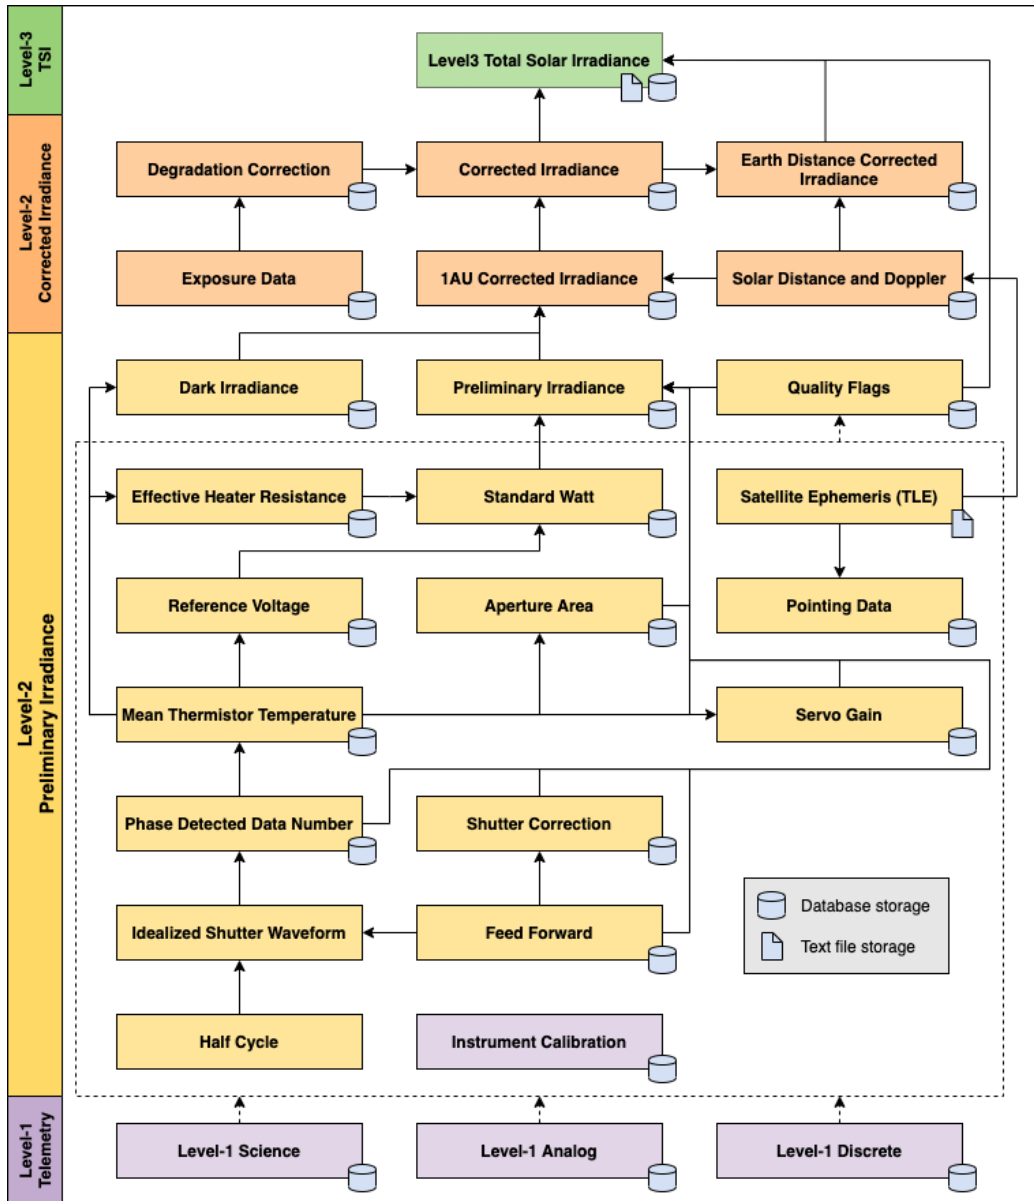 Level-3
TSI
Level3 Total Solar Irradiance
Level-2
Corrected Irradiance
Degradation Correction
Corrected Irradiance
Earth Distance Corrected
Irradiance
Exposure Data
1AU Corrected Irradiance
Solar Distance and Doppler
Level-2
Preliminary Irradiance
Dark Irradiance
Preliminary Irradiance
Quality Flags
Effective Heater Resistance
Standard Watt
Satellite Ephemeris (TLE)
Reference Voltage
Aperture Area
Pointing Data
Mean Thermistor Temperature
Servo Gain
Phase Detected Data Number
Shutter Correction
Idealized Shutter Waveform
Feed Forward
Database storage
Text file storage
Half Cycle
Instrument Calibration
Level-1
Telemetry
Level-1 Science
Level-1 Analog
Level-1 Discrete